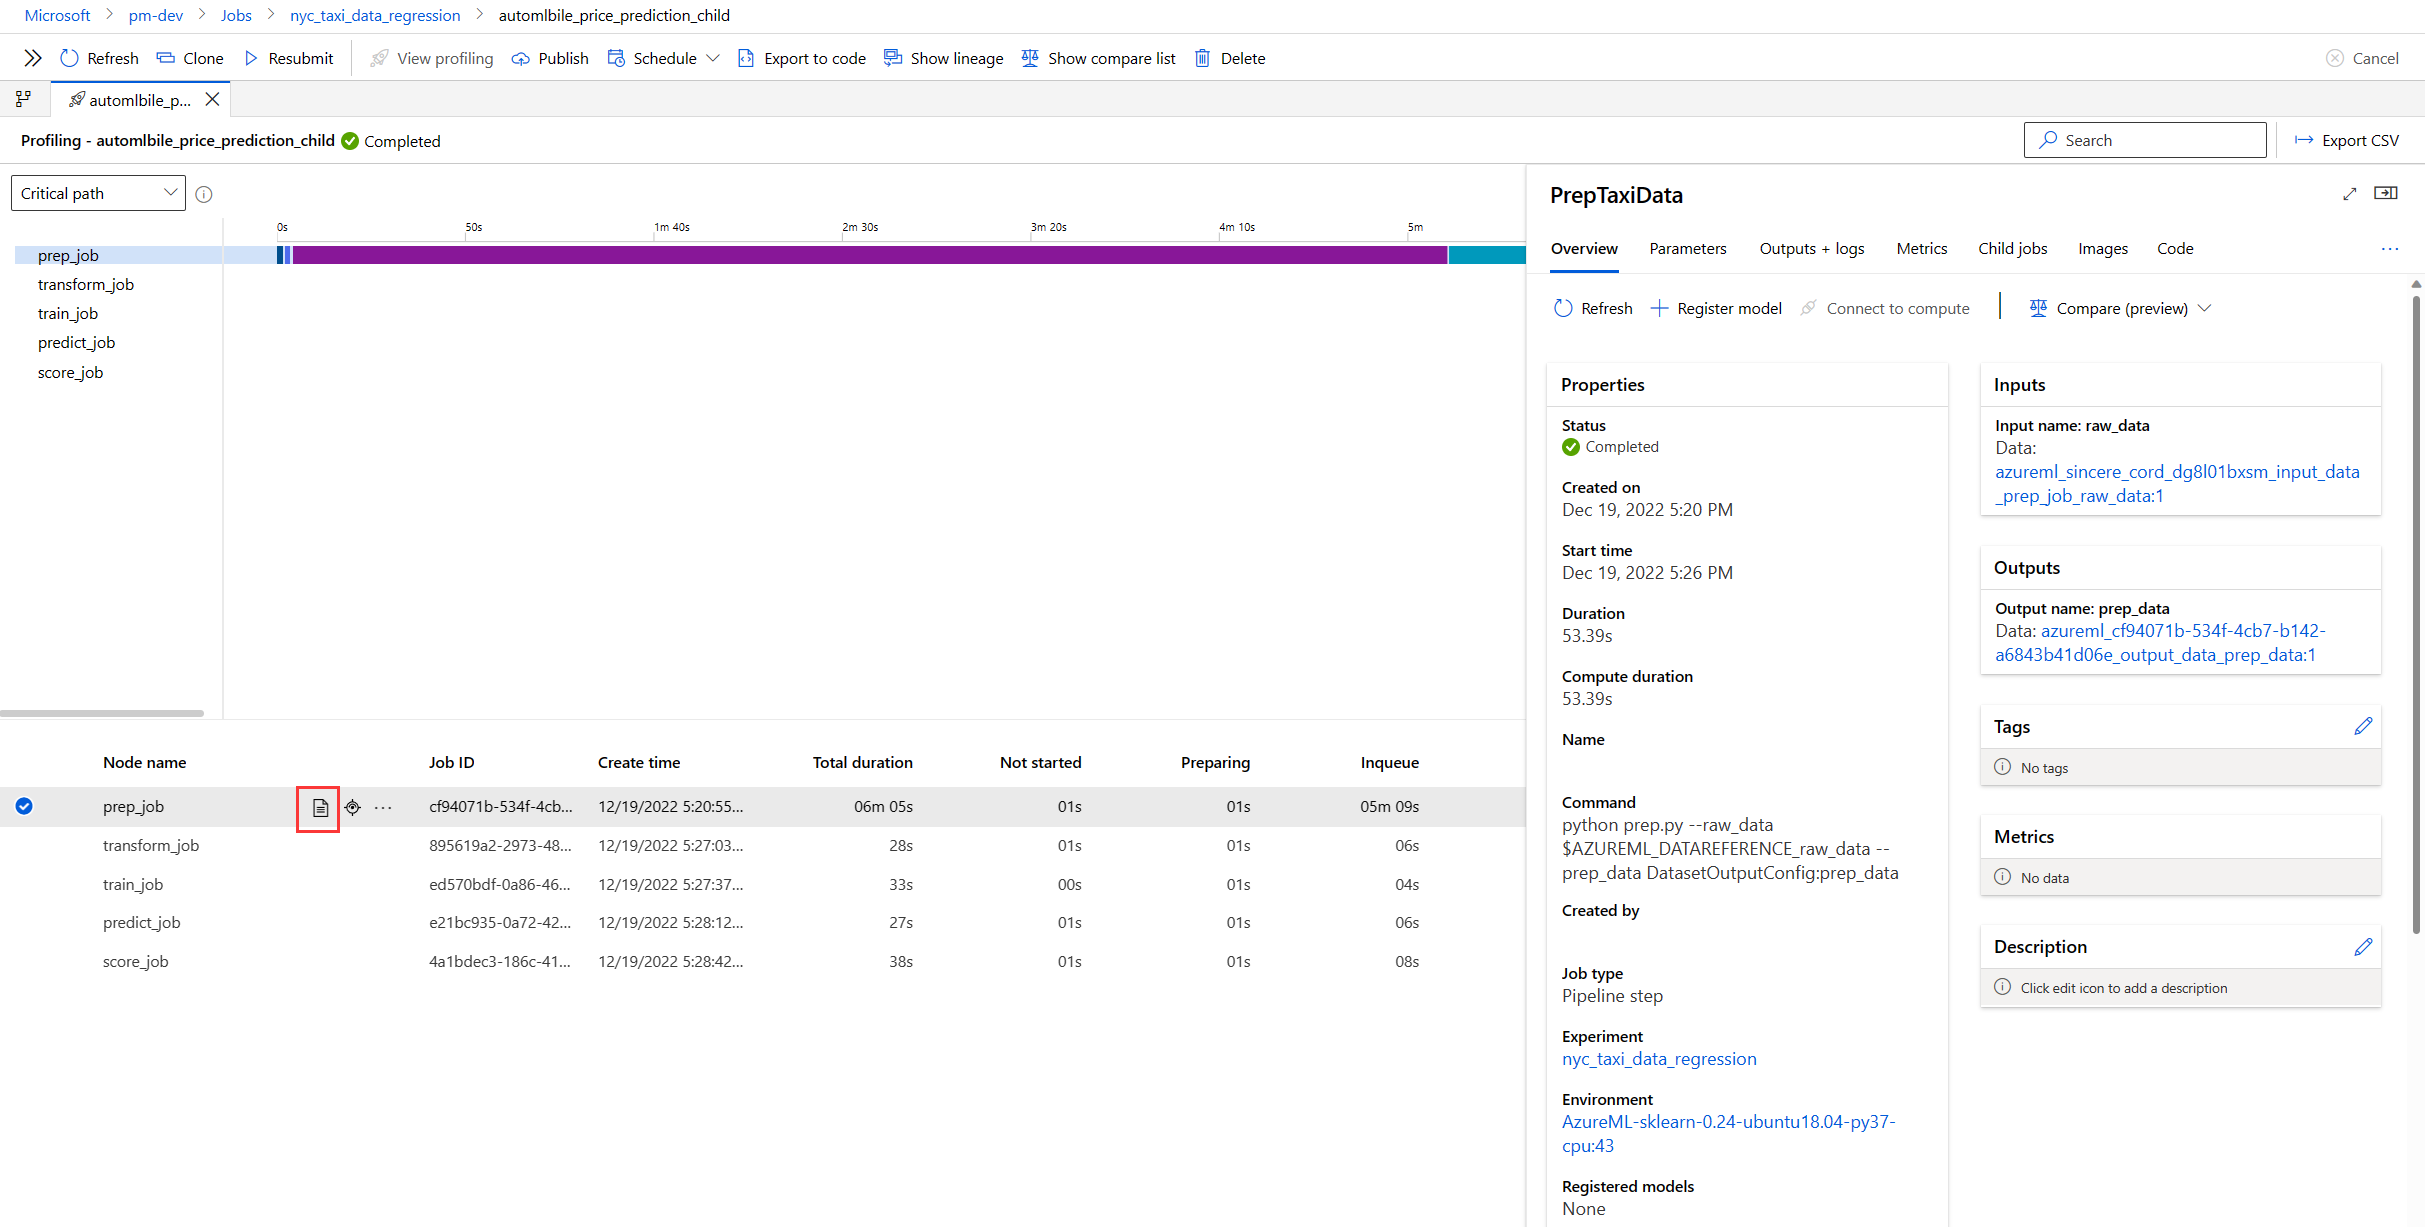 Microsoft > pm-dev > Jobs > nyc_taxi_data_regression > automlbile_price_prediction_child
Refresh Clone Resubmit View profiling Publish Schedule Export to code Show lineage Show compare list Delete Cancel
automlbile_p...
Profiling - automlbile_price_prediction_child Completed Search Export CSV
Critical path
0s 50s 1m 40s 2m 30s 3m 20s 4m 10s 5m
prep_job
transform_job
train_job
predict_job
score_job
Node name Job ID Create time Total duration Not started Preparing Inqueue
prep_job cf94071b-534f-4cb... 12/19/2022 5:20:55... 06m 05s 01s 01s 05m 09s
transform_job 895619a2-2973-48... 12/19/2022 5:27:03... 28s 01s 01s 06s
train_job ed570bdf-0a86-46... 12/19/2022 5:27:37... 33s 00s 01s 04s
predict_job e21bc935-0a72-42... 12/19/2022 5:28:12... 27s 01s 01s 06s
score_job 4a1bdec3-186c-41... 12/19/2022 5:28:42... 38s 01s 01s 08s
PrepTaxiData
Overview Parameters Outputs + logs Metrics Child jobs Images Code
Refresh Register model Connect to compute Compare (preview)
Properties
Status
Completed
Created on
Dec 19, 2022 5:20 PM
Start time
Dec 19, 2022 5:26 PM
Duration
53.39s
Compute duration
53.39s
Name
Command
python prep.py --raw_data
$AZUREML_DATAREFERENCE_raw_data --
prep_data DatasetOutputConfig:prep_data
Created by
Job type
Pipeline step
Experiment
nyc_taxi_data_regression
Environment
AzureML-sklearn-0.24-ubuntu18.04-py37-
cpu:43
Registered models
None
Inputs
Input name: raw_data
Data:
azureml_sincere_cord_dg8l01bxsm_input_data
_prep_job_raw_data:1
Outputs
Output name: prep_data
Data: azureml_cf94071b-534f-4cb7-b142-
a6843b41d06e_output_data_prep_data:1
Tags
No tags
Metrics
No data
Description
Click edit icon to add a description